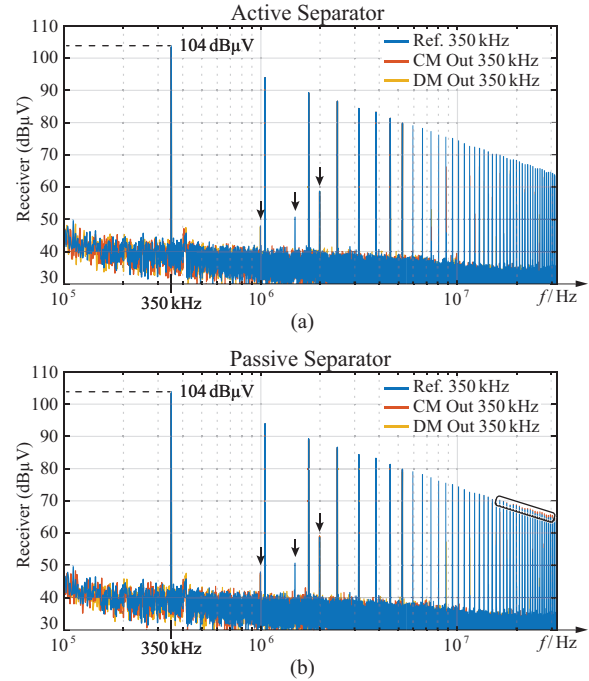 Active Separator
110
100
90
80
70
60
50
40
30
Receiver (dBµV)
104 dBµV
Ref. 350 kHz
CM Out 350 kHz
DM Out 350 kHz
10^5
350 kHz
10^6
10^7
f / Hz
(a)
Passive Separator
110
100
90
80
70
60
50
40
30
Receiver (dBµV)
104 dBµV
Ref. 350 kHz
CM Out 350 kHz
DM Out 350 kHz
10^5
350 kHz
10^6
10^7
f / Hz
(b)